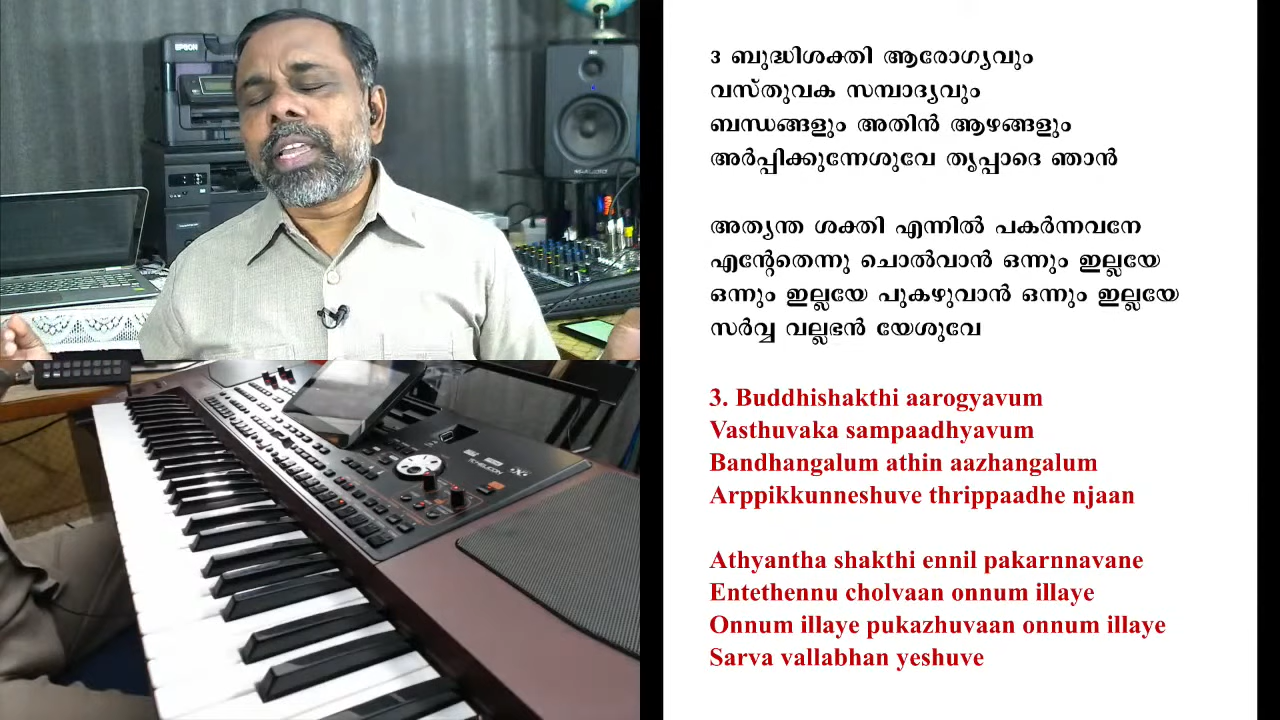 EPSON
3 ബുദ്ധിശക്തി ആരോഗ്യവും
വസ്തുവക സമ്പാദ്യവും
ബന്ധങ്ങളും അതിൻ ആഴങ്ങളും
അർപ്പിക്കുന്നേശുവേ തൃപ്പാദെ ഞാൻ
അത്യന്ത ശക്തി എന്നിൽ പകർന്നവനേ
എന്റേതെന്നു ചൊൽവാൻ ഒന്നും ഇല്ലയേ
ഒന്നും ഇല്ലയേ പുകഴുവാൻ ഒന്നും ഇല്ലയേ
സർവ്വ വല്ലഭൻ യേശുവേ
3. Buddhishakthi aarogyavum
Vasthuvaka sampaadhyavum
Bandhangalum athin aazhangalum
Arppikkunneshuve thrippaadhe njaan
Athyantha shakthi ennil pakarnnavane
Entethennu cholvaan onnum illaye
Onnum illaye pukazhuvaan onnum illaye
Sarva vallabhan yeshuve
TC·HELICON